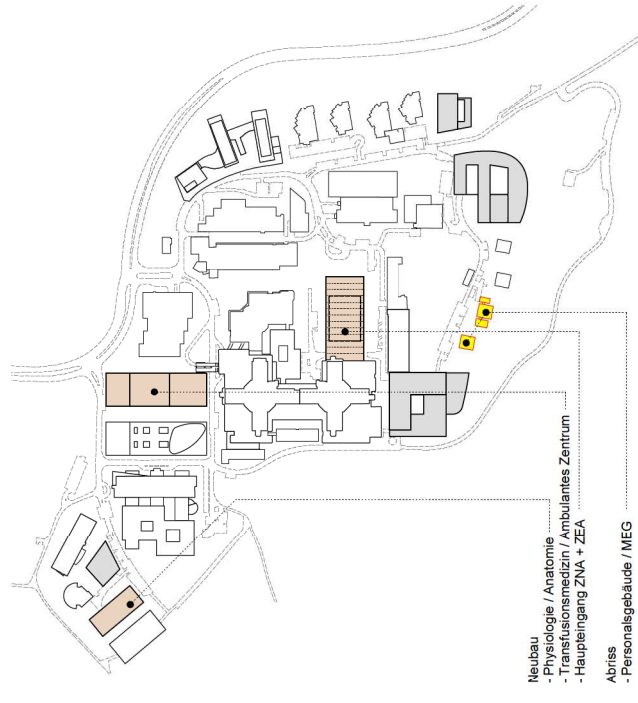 Neubau
- Physiologie / Anatomie
- Transfusionsmedizin / Ambulantes Zentrum
- Haupteingang ZNA + ZEA
Abriss
- Personalsgebäude / MEG